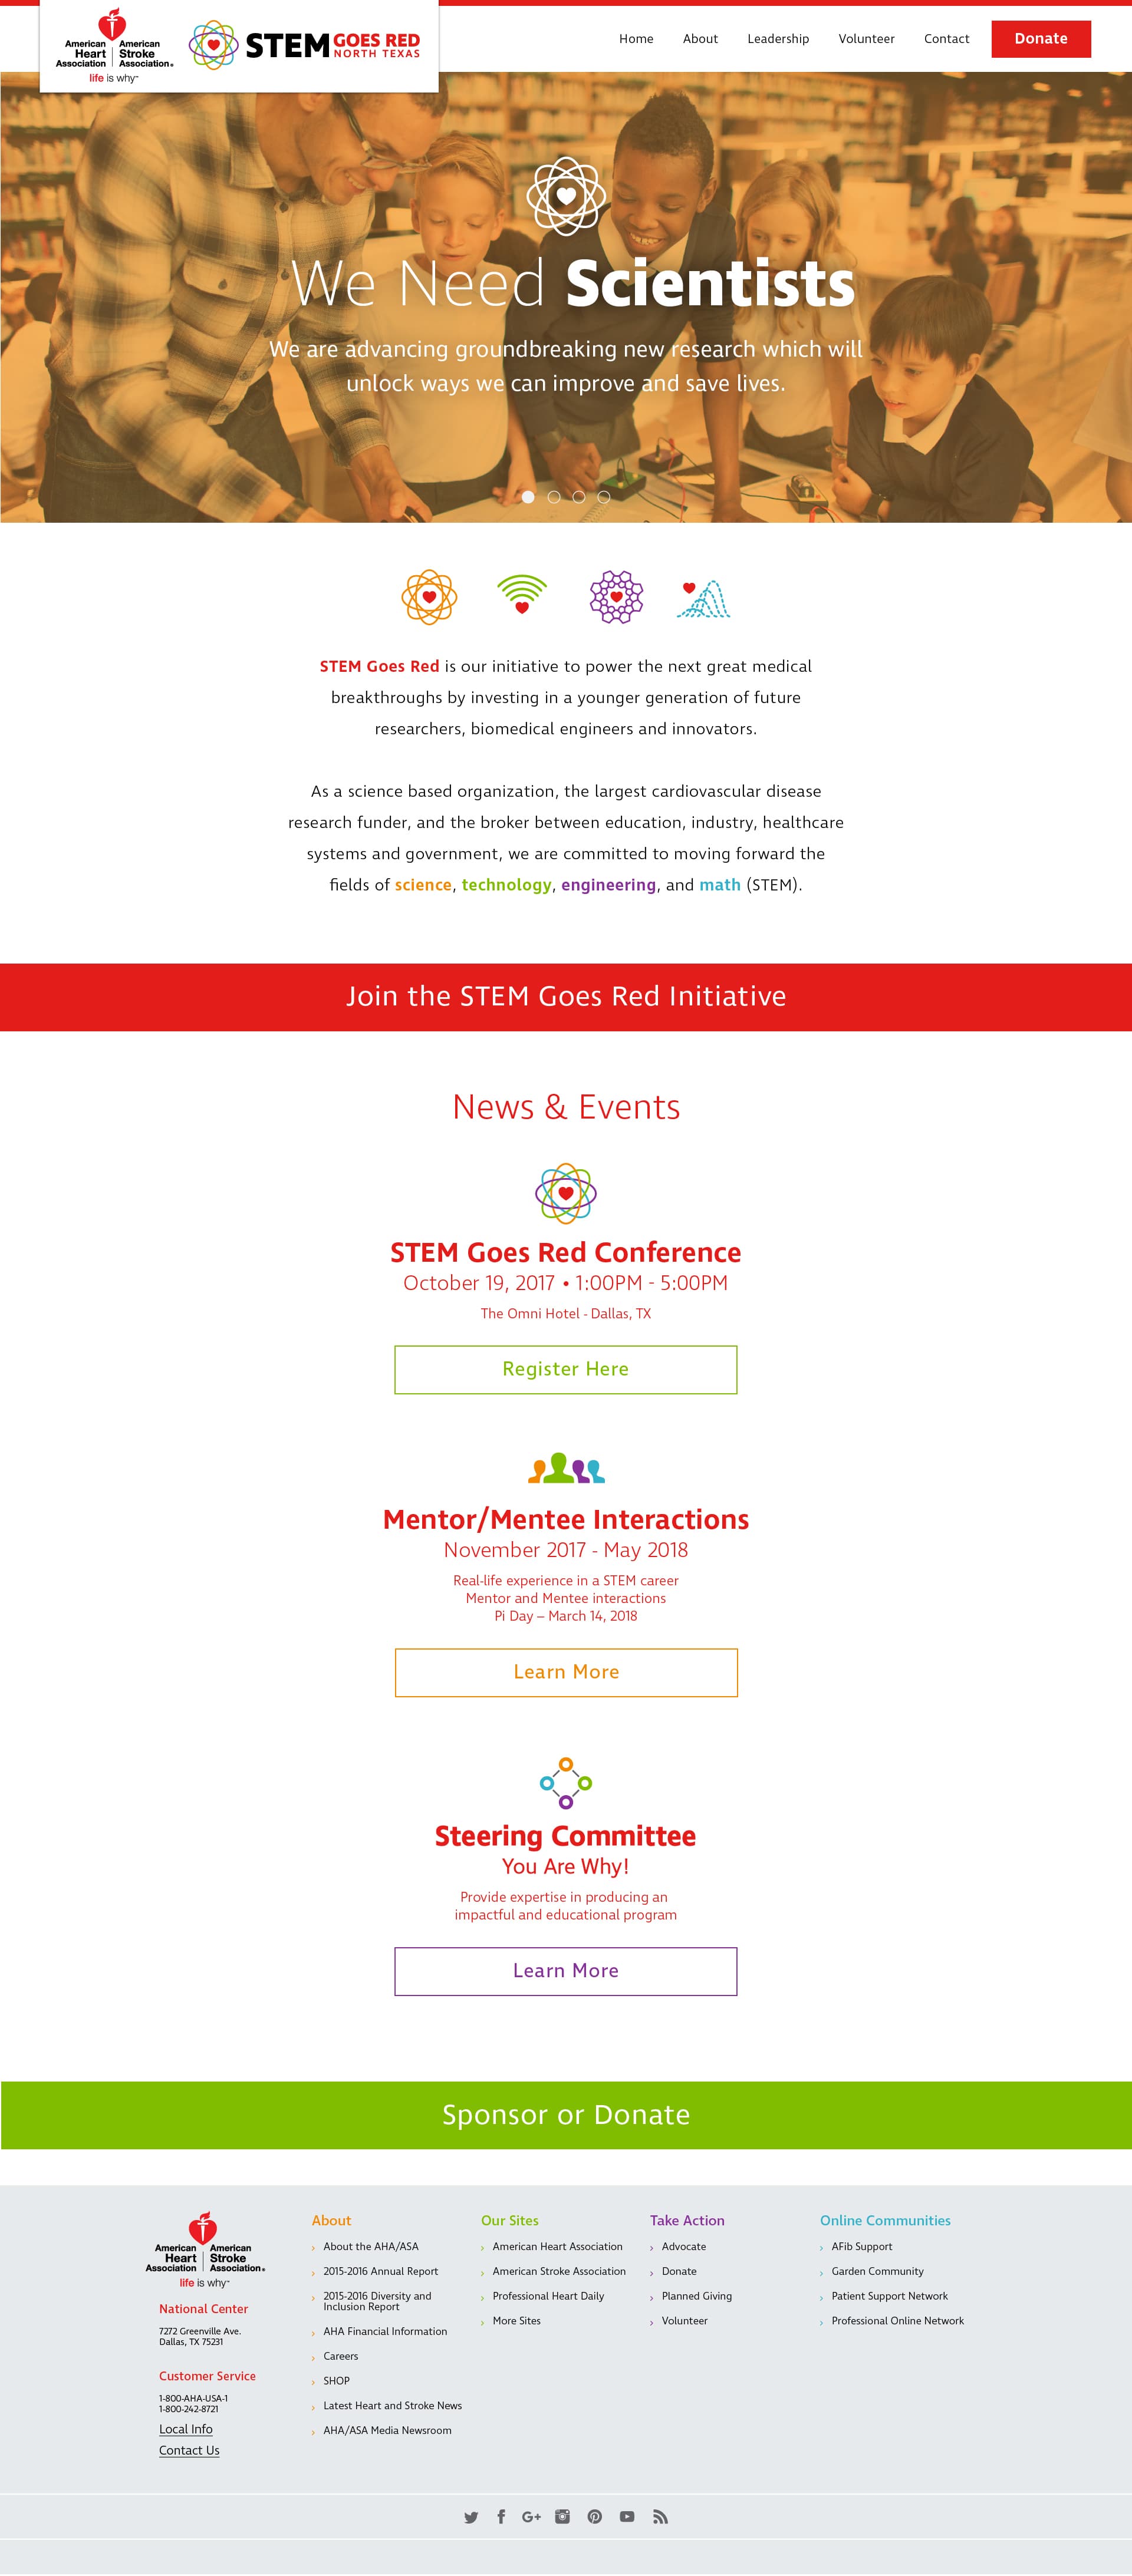 American Heart Association
American Stroke Association®
life is why™
STEM GOES RED
NORTH TEXAS
Home
About
Leadership
Volunteer
Contact
Donate
We Need Scientists
We are advancing groundbreaking new research which will
unlock ways we can improve and save lives.
STEM Goes Red is our initiative to power the next great medical
breakthroughs by investing in a younger generation of future
researchers, biomedical engineers and innovators.
As a science based organization, the largest cardiovascular disease
research funder, and the broker between education, industry, healthcare
systems and government, we are committed to moving forward the
fields of science, technology, engineering, and math (STEM).
Join the STEM Goes Red Initiative
News & Events
STEM Goes Red Conference
October 19, 2017 • 1:00PM - 5:00PM
The Omni Hotel - Dallas, TX
Register Here
Mentor/Mentee Interactions
November 2017 - May 2018
Real-life experience in a STEM career
Mentor and Mentee interactions
Pi Day – March 14, 2018
Learn More
Steering Committee
You Are Why!
Provide expertise in producing an
impactful and educational program
Learn More
Sponsor or Donate
American Heart Association
American Stroke Association®
life is why™
National Center
7272 Greenville Ave.
Dallas, TX 75231
Customer Service
1-800-AHA-USA-1
1-800-242-8721
Local Info
Contact Us
About
About the AHA/ASA
2015-2016 Annual Report
2015-2016 Diversity and
Inclusion Report
AHA Financial Information
Careers
SHOP
Latest Heart and Stroke News
AHA/ASA Media Newsroom
Our Sites
American Heart Association
American Stroke Association
Professional Heart Daily
More Sites
Take Action
Advocate
Donate
Planned Giving
Volunteer
Online Communities
AFib Support
Garden Community
Patient Support Network
Professional Online Network
G+